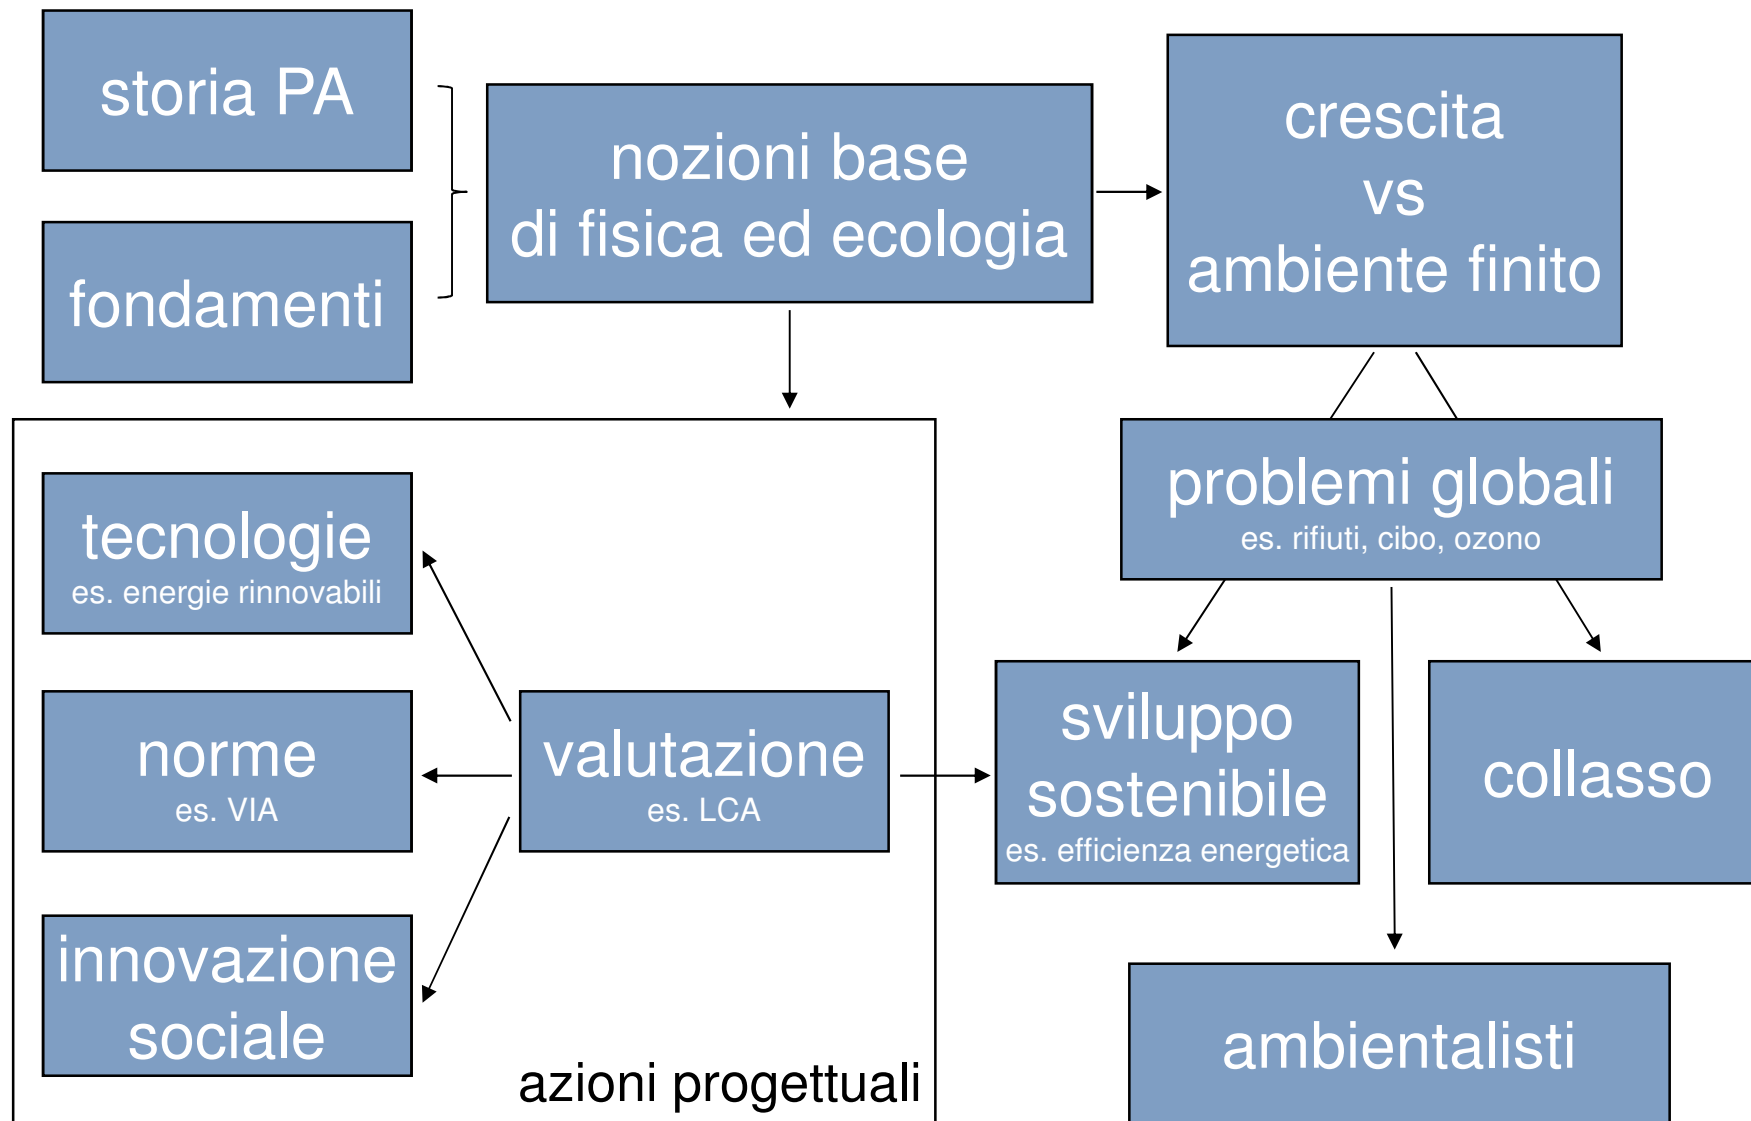 storia PA
fondamenti
nozioni base
di fisica ed ecologia
crescita
vs
ambiente finito
problemi globali
es. rifiuti, cibo, ozono
tecnologie
es. energie rinnovabili
norme
es. VIA
innovazione
sociale
valutazione
es. LCA
azioni progettuali
sviluppo
sostenibile
es. efficienza energetica
collasso
ambientalisti